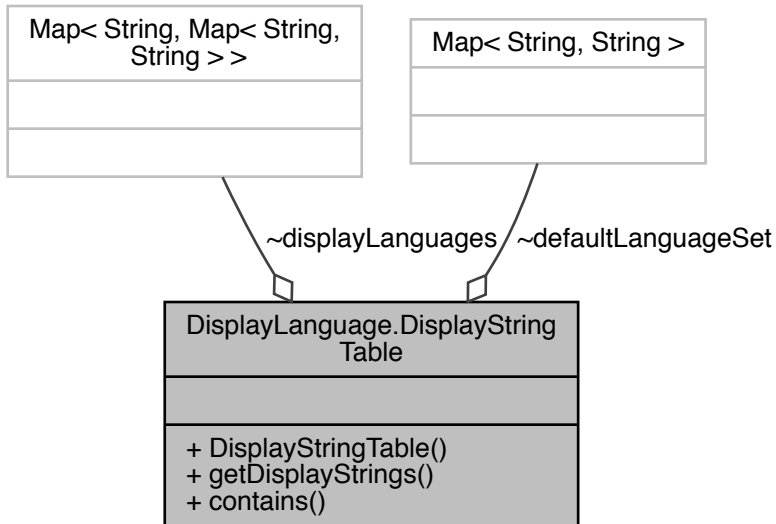 Map< String, Map< String,
String > >
Map< String, String >
~displayLanguages
~defaultLanguageSet
DisplayLanguage.DisplayString
Table
+ DisplayStringTable()
+ getDisplayStrings()
+ contains()